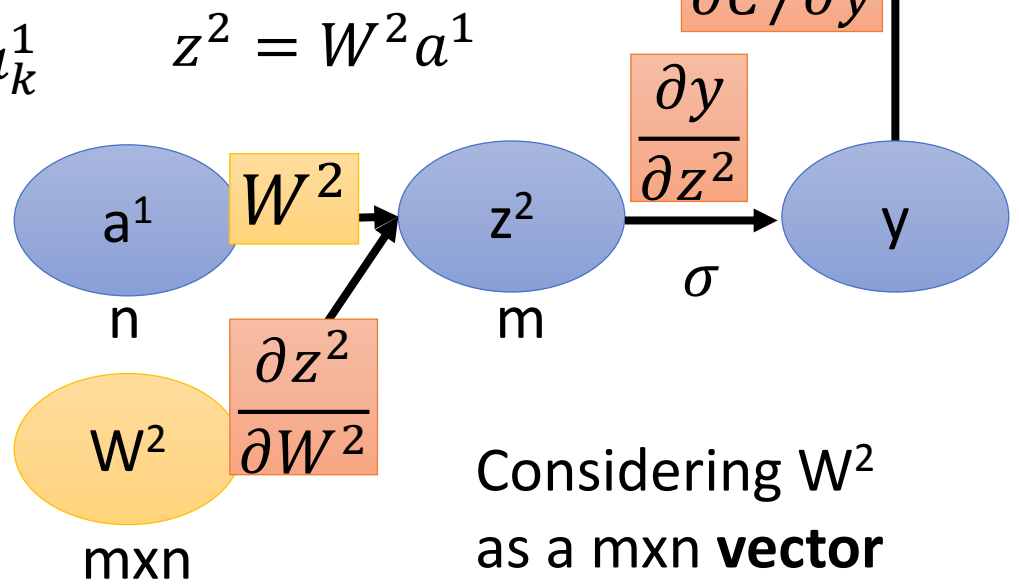 ∂C/∂y
z² = W²a¹
∂y
∂z²
a¹
W²
z²
y
σ
n
m
∂z²
∂W²
W²
mxn
Considering W²
as a mxn vector